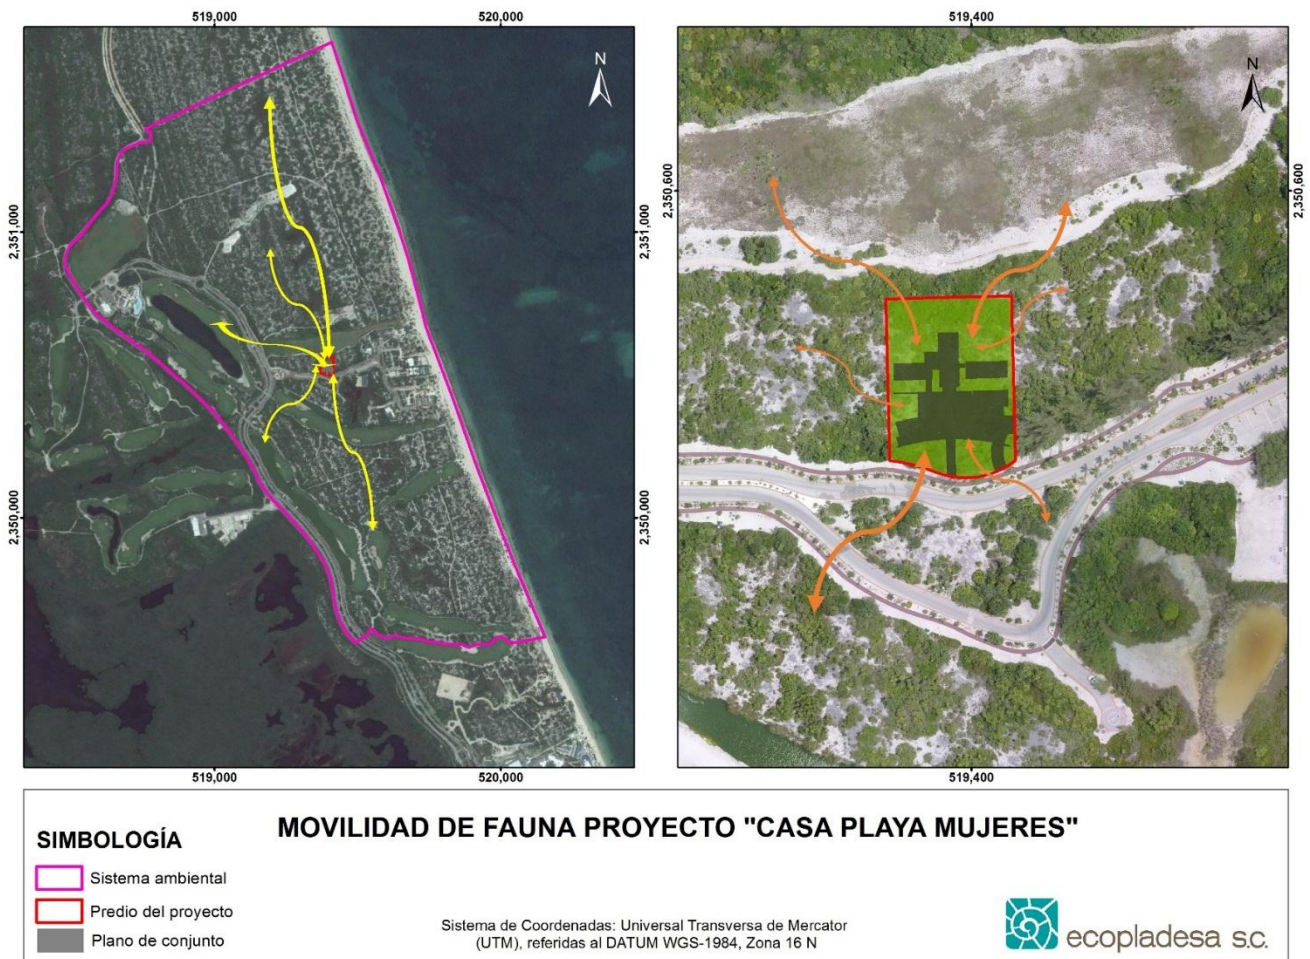 519,000
520,000
519,400
N
N
2,351,000
2,351,000
2,350,600
2,350,600
2,350,000
2,350,000
519,000
520,000
519,400
MOVILIDAD DE FAUNA PROYECTO "CASA PLAYA MUJERES"
SIMBOLOGÍA
Sistema ambiental
Predio del proyecto
Plano de conjunto
Sistema de Coordenadas: Universal Transversa de Mercator
(UTM), referidas al DATUM WGS-1984, Zona 16 N
ecopladesa s.c.